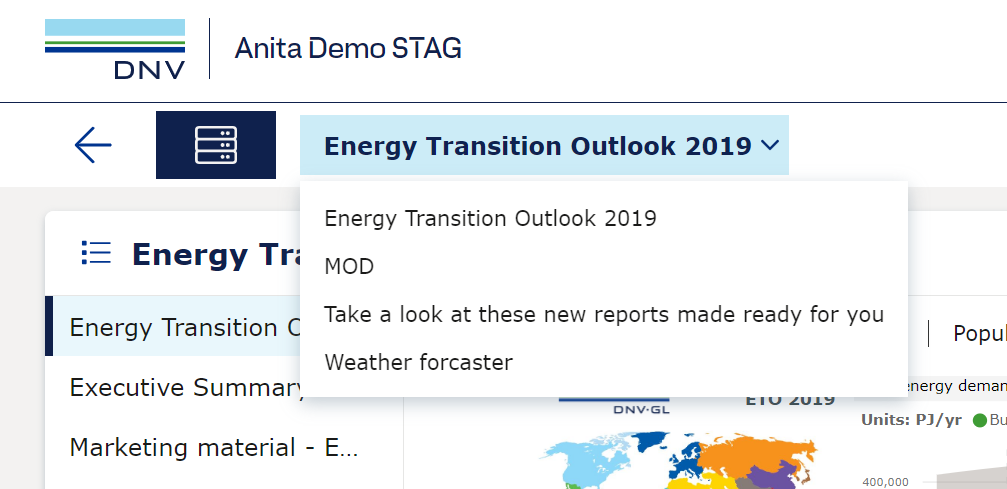 DNV
Anita Demo STAG
Energy Transition Outlook 2019
Energy Transition Outlook 2019
MOD
Take a look at these new reports made ready for you
Weather forcaster
Energy Tra
Energy Transition O
Executive Summary
Marketing material - E...
Popul
energy deman
ETO 2019
DNV·GL
Units: PJ/yr
Bu
400,000